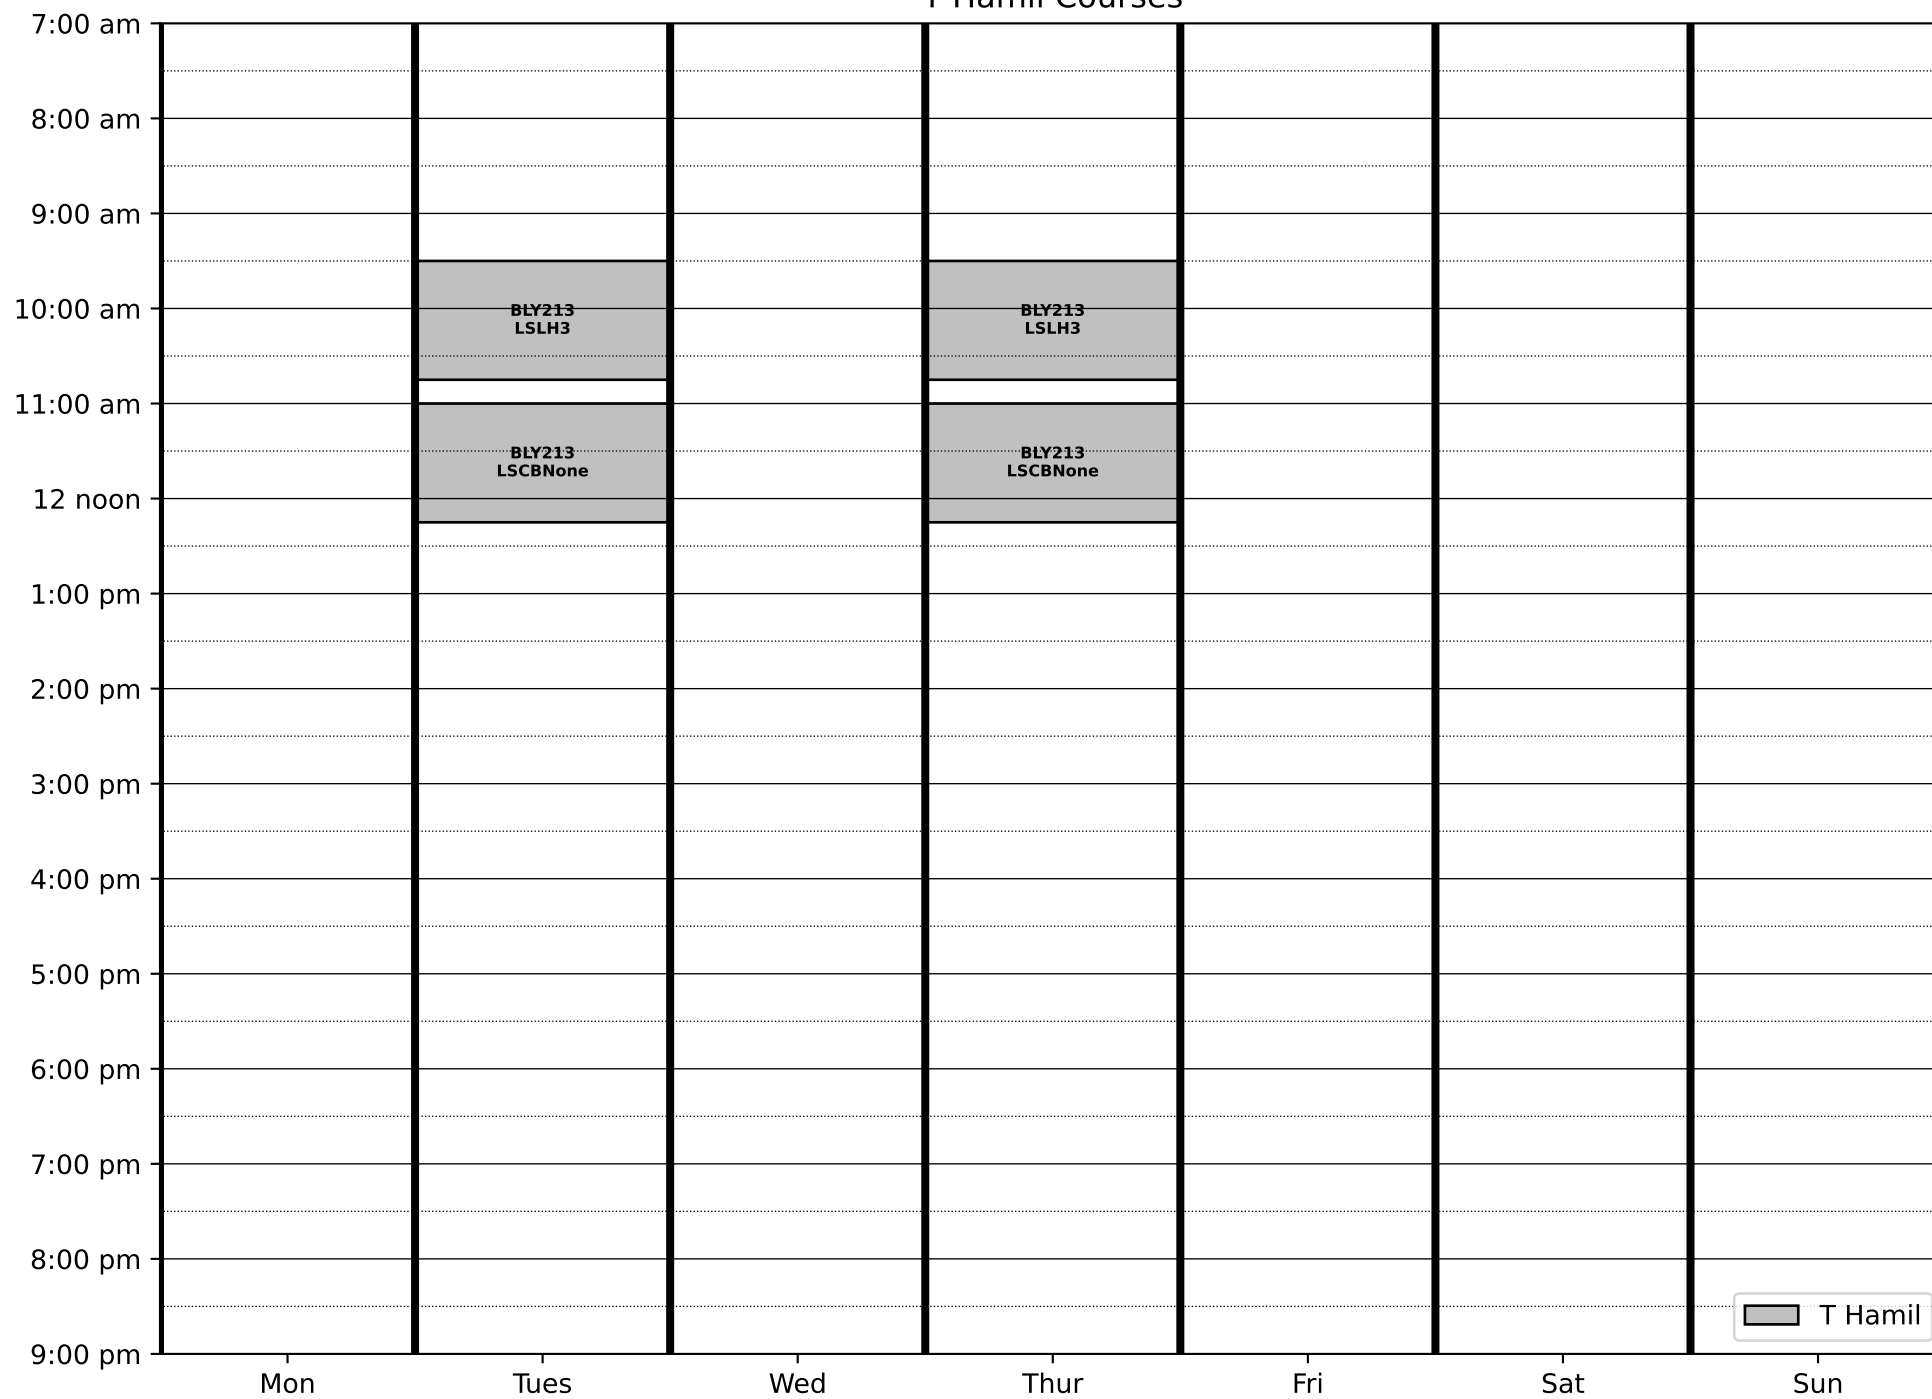 T Hamil Courses
7:00 am
8:00 am
9:00 am
10:00 am
11:00 am
12 noon
1:00 pm
2:00 pm
3:00 pm
4:00 pm
5:00 pm
6:00 pm
7:00 pm
8:00 pm
9:00 pm
BLY213
LSLH3
BLY213
LSLH3
BLY213
LSCBNone
BLY213
LSCBNone
T Hamil
Mon Tues Wed Thur Fri Sat Sun